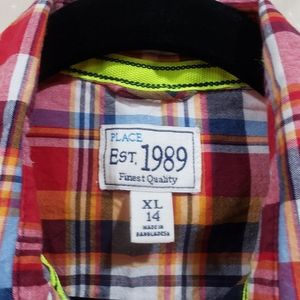 PLACE
EST. 1989
Finest Quality
XL
14
MADE IN
BANGLADESH